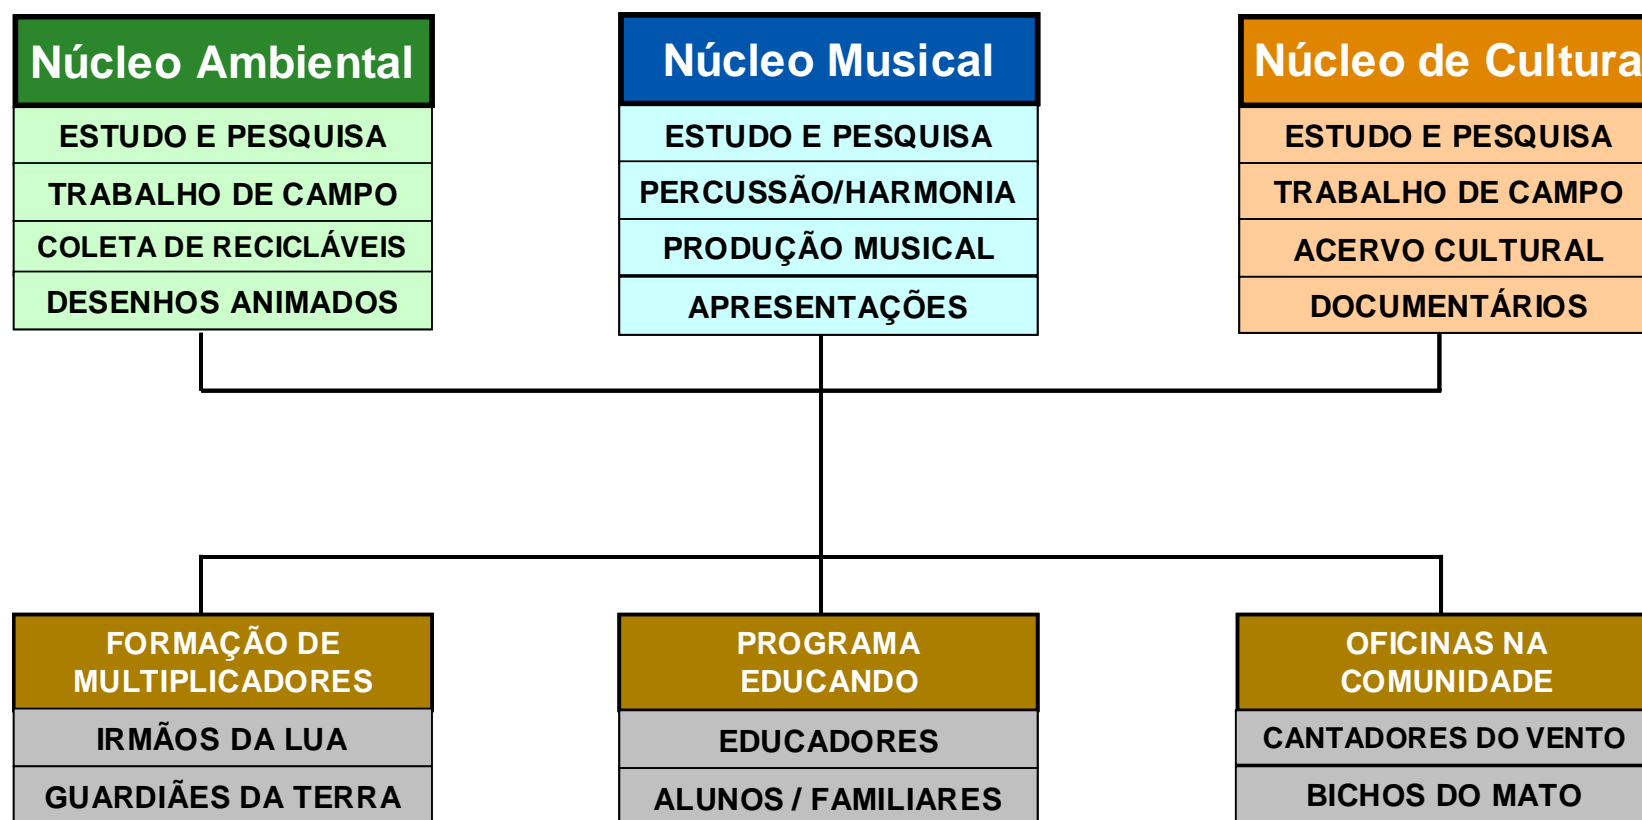 Núcleo Ambiental
ESTUDO E PESQUISA
TRABALHO DE CAMPO
COLETA DE RECICLÁVEIS
DESENHOS ANIMADOS
Núcleo Musical
ESTUDO E PESQUISA
PERCUSSÃO/HARMONIA
PRODUÇÃO MUSICAL
APRESENTAÇÕES
Núcleo de Cultura
ESTUDO E PESQUISA
TRABALHO DE CAMPO
ACERVO CULTURAL
DOCUMENTÁRIOS
FORMAÇÃO DE
MULTIPLICADORES
IRMÃOS DA LUA
GUARDIÃES DA TERRA
PROGRAMA
EDUCANDO
EDUCADORES
ALUNOS / FAMILIARES
OFICINAS NA
COMUNIDADE
CANTADORES DO VENTO
BICHOS DO MATO